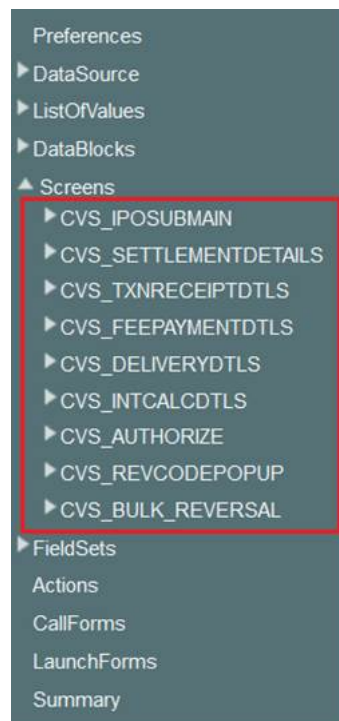 Preferences
DataSource
ListOfValues
DataBlocks
Screens
CVS_IPOSUBMAIN
CVS_SETTLEMENTDETAILS
CVS_TXNRECEIPTDTLS
CVS_FEEPAYMENTDTLS
CVS_DELIVERYDTLS
CVS_INTCALCDTLS
CVS_AUTHORIZE
CVS_REVCODEPOPUP
CVS_BULK_REVERSAL
FieldSets
Actions
CallForms
LaunchForms
Summary